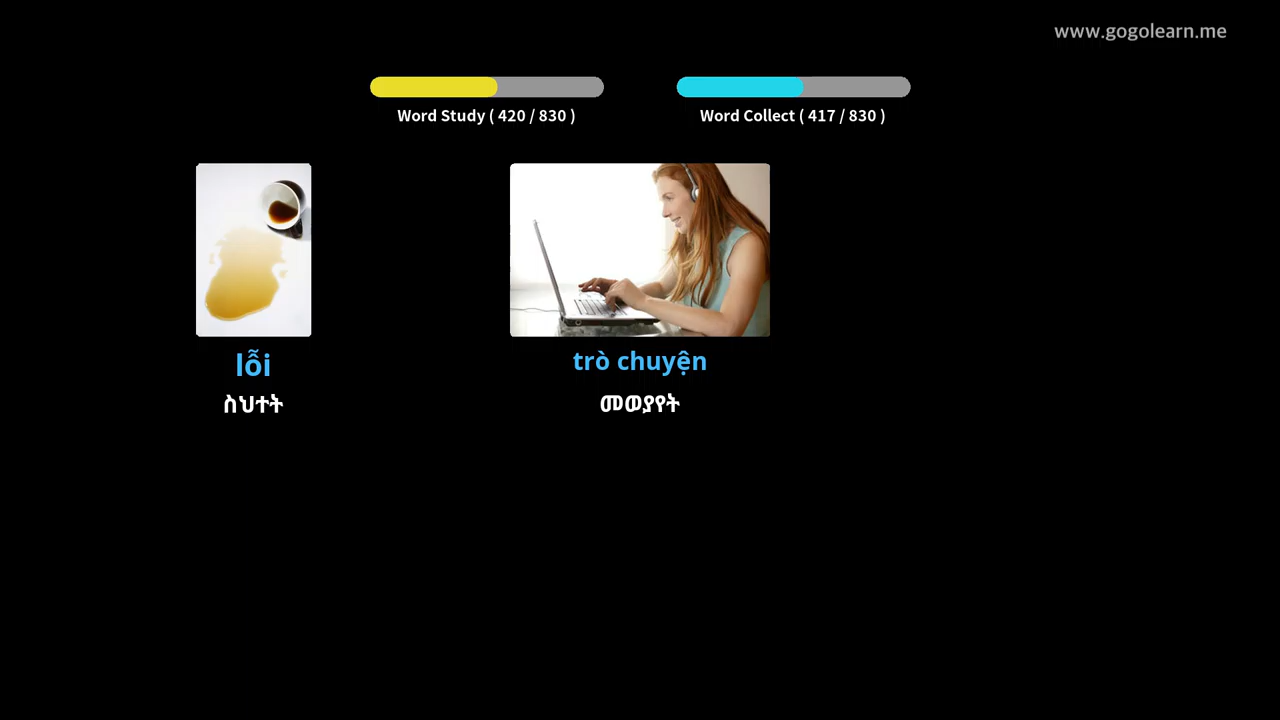 www.gogolearn.me
Word Study ( 420 / 830 )
Word Collect ( 417 / 830 )
lỗi
ስህተት
trò chuyện
መወያየት